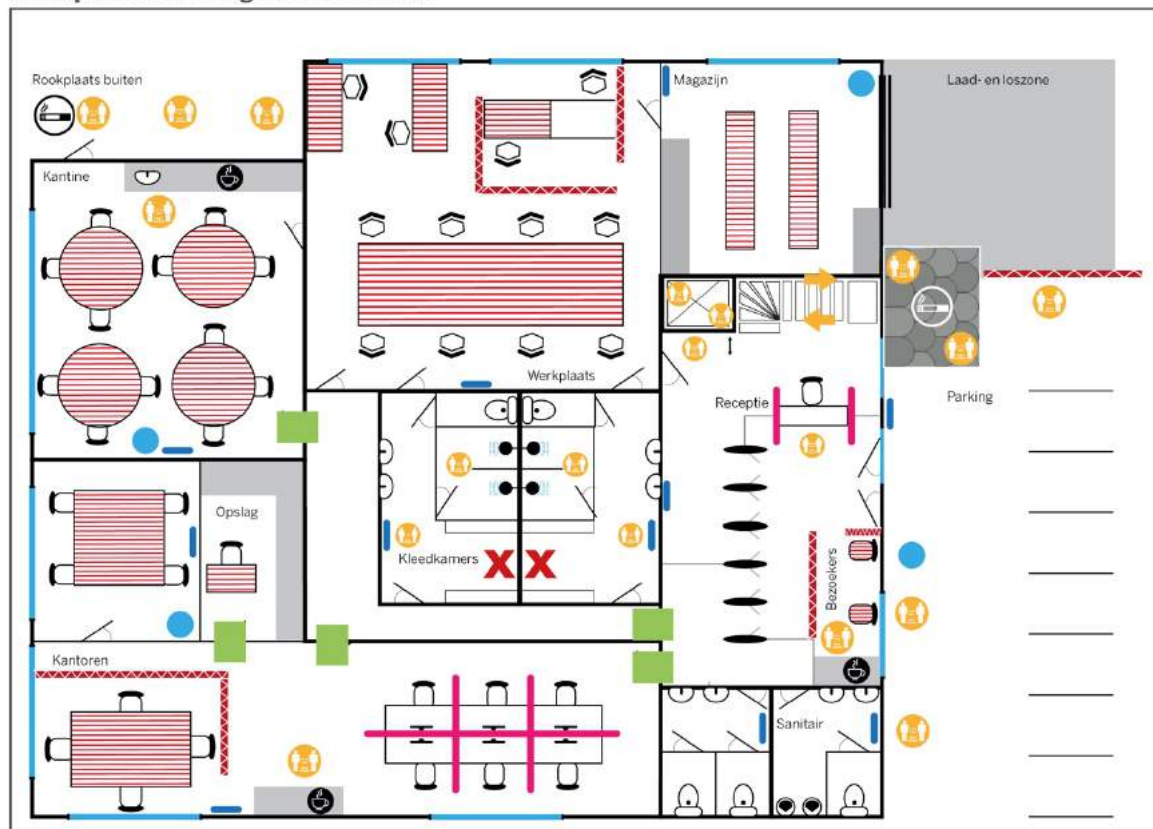 Rookplaats buiten
Magazijn
Laad- en loszone
Kantine
Werkplaats
Receptie
Parking
Opslag
Kleedkamers
Bezoekers
Kantoren
Sanitair